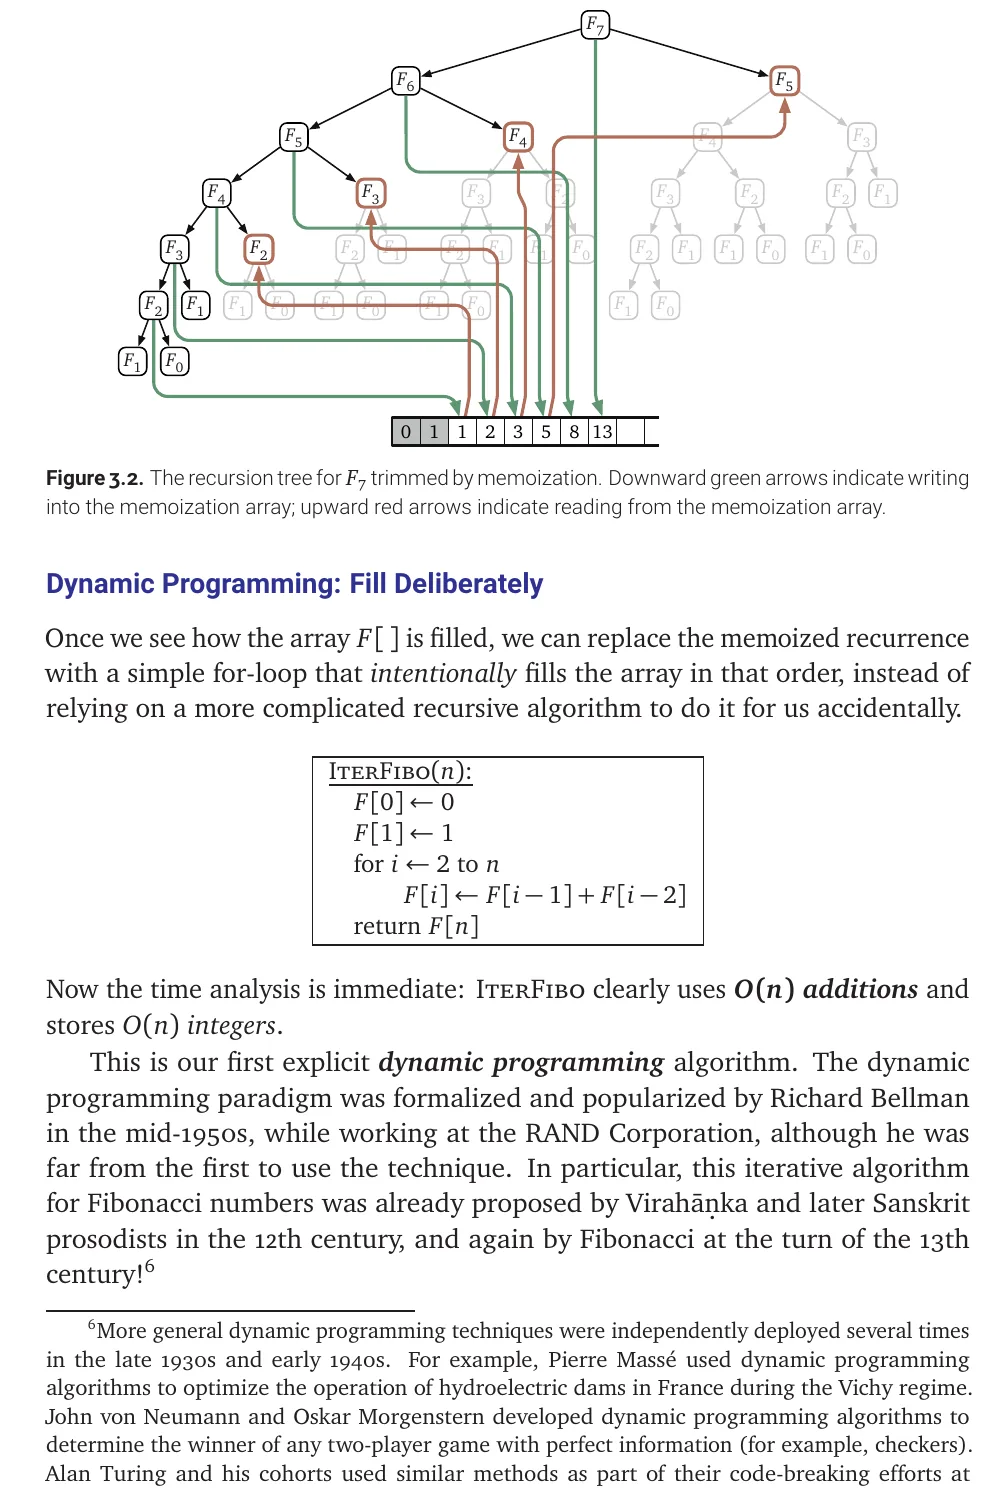 F7
F6 F5
F5 F4 F4 F3
F4 F3 F3 F2 F3 F2 F2 F1
F3 F2 F2 F1 F2 F1 F1 F0 F2 F1 F1 F0 F1 F0
F2 F1 F1 F0 F1 F0 F1 F0 F1 F0
F1 F0
0 1 1 2 3 5 8 13
Figure 3.2. The recursion tree for F7 trimmed by memoization. Downward green arrows indicate writing
into the memoization array; upward red arrows indicate reading from the memoization array.
Dynamic Programming: Fill Deliberately
Once we see how the array F[ ] is filled, we can replace the memoized recurrence
with a simple for-loop that intentionally fills the array in that order, instead of
relying on a more complicated recursive algorithm to do it for us accidentally.
IterFibo(n):
F[0] ← 0
F[1] ← 1
for i ← 2 to n
F[i] ← F[i − 1] + F[i − 2]
return F[n]
Now the time analysis is immediate: IterFibo clearly uses O(n) additions and
stores O(n) integers.
This is our first explicit dynamic programming algorithm. The dynamic
programming paradigm was formalized and popularized by Richard Bellman
in the mid-1950s, while working at the RAND Corporation, although he was
far from the first to use the technique. In particular, this iterative algorithm
for Fibonacci numbers was already proposed by Virahāṇka and later Sanskrit
prosodists in the 12th century, and again by Fibonacci at the turn of the 13th
century!6
6More general dynamic programming techniques were independently deployed several times
in the late 1930s and early 1940s. For example, Pierre Massé used dynamic programming
algorithms to optimize the operation of hydroelectric dams in France during the Vichy regime.
John von Neumann and Oskar Morgenstern developed dynamic programming algorithms to
determine the winner of any two-player game with perfect information (for example, checkers).
Alan Turing and his cohorts used similar methods as part of their code-breaking efforts at